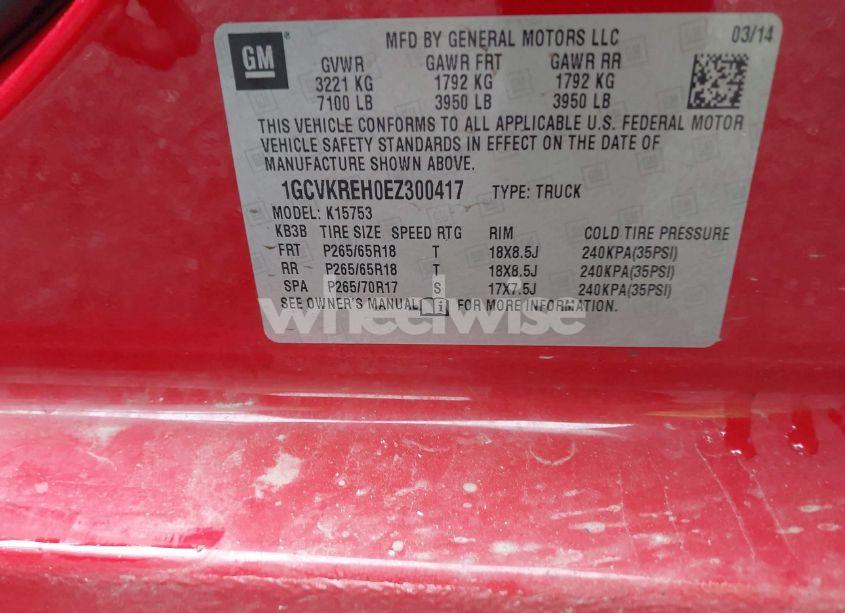 GM
MFD BY GENERAL MOTORS LLC 03/14
GVWR GAWR FRT GAWR RR
3221 KG 1792 KG 1792 KG
7100 LB 3950 LB 3950 LB
THIS VEHICLE CONFORMS TO ALL APPLICABLE U.S. FEDERAL MOTOR
VEHICLE SAFETY STANDARDS IN EFFECT ON THE DATE OF
MANUFACTURE SHOWN ABOVE.
1GCVKREH0EZ300417 TYPE: TRUCK
MODEL: K15753
KB3B TIRE SIZE SPEED RTG RIM COLD TIRE PRESSURE
FRT P265/65R18 T 18X8.5J 240KPA(35PSI)
RR P265/65R18 T 18X8.5J 240KPA(35PSI)
SPA P265/70R17 S 17X7.5J 240KPA(35PSI)
SEE OWNER'S MANUAL FOR MORE INFORMATION.
wheelwise